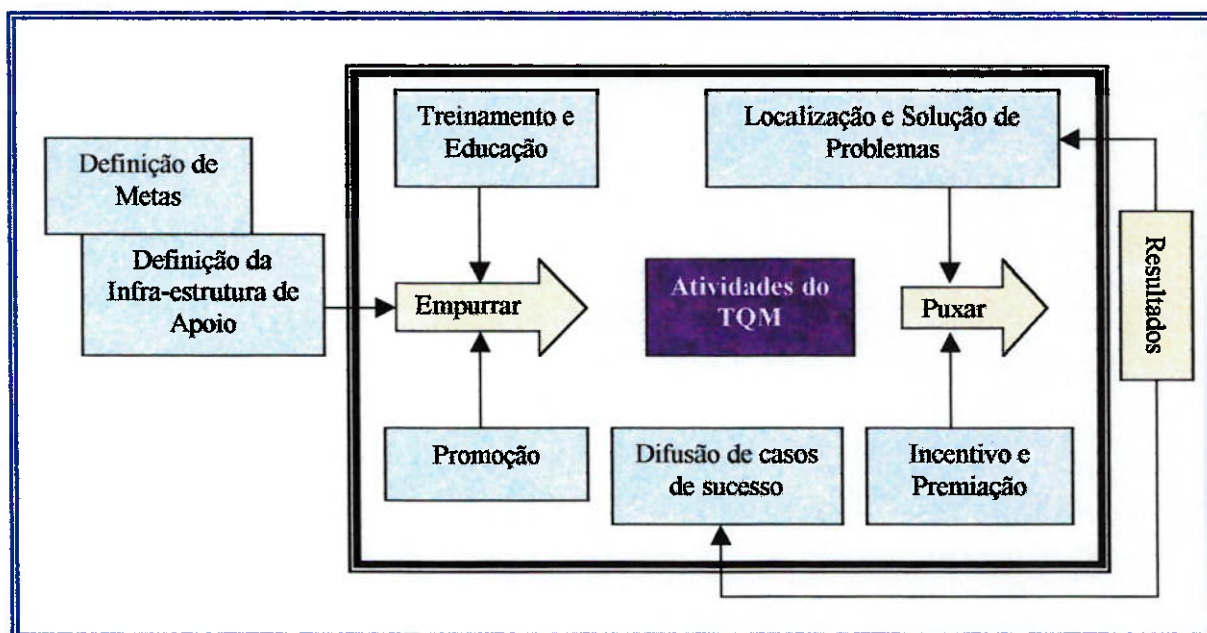 Definição de
Metas
Definição da
Infra-estrutura de
Apoio
Treinamento e
Educação
Empurrar
Promoção
Atividades do
TQM
Localização e Solução de
Problemas
Puxar
Difusão de casos
de sucesso
Incentivo e
Premiação
Resultados